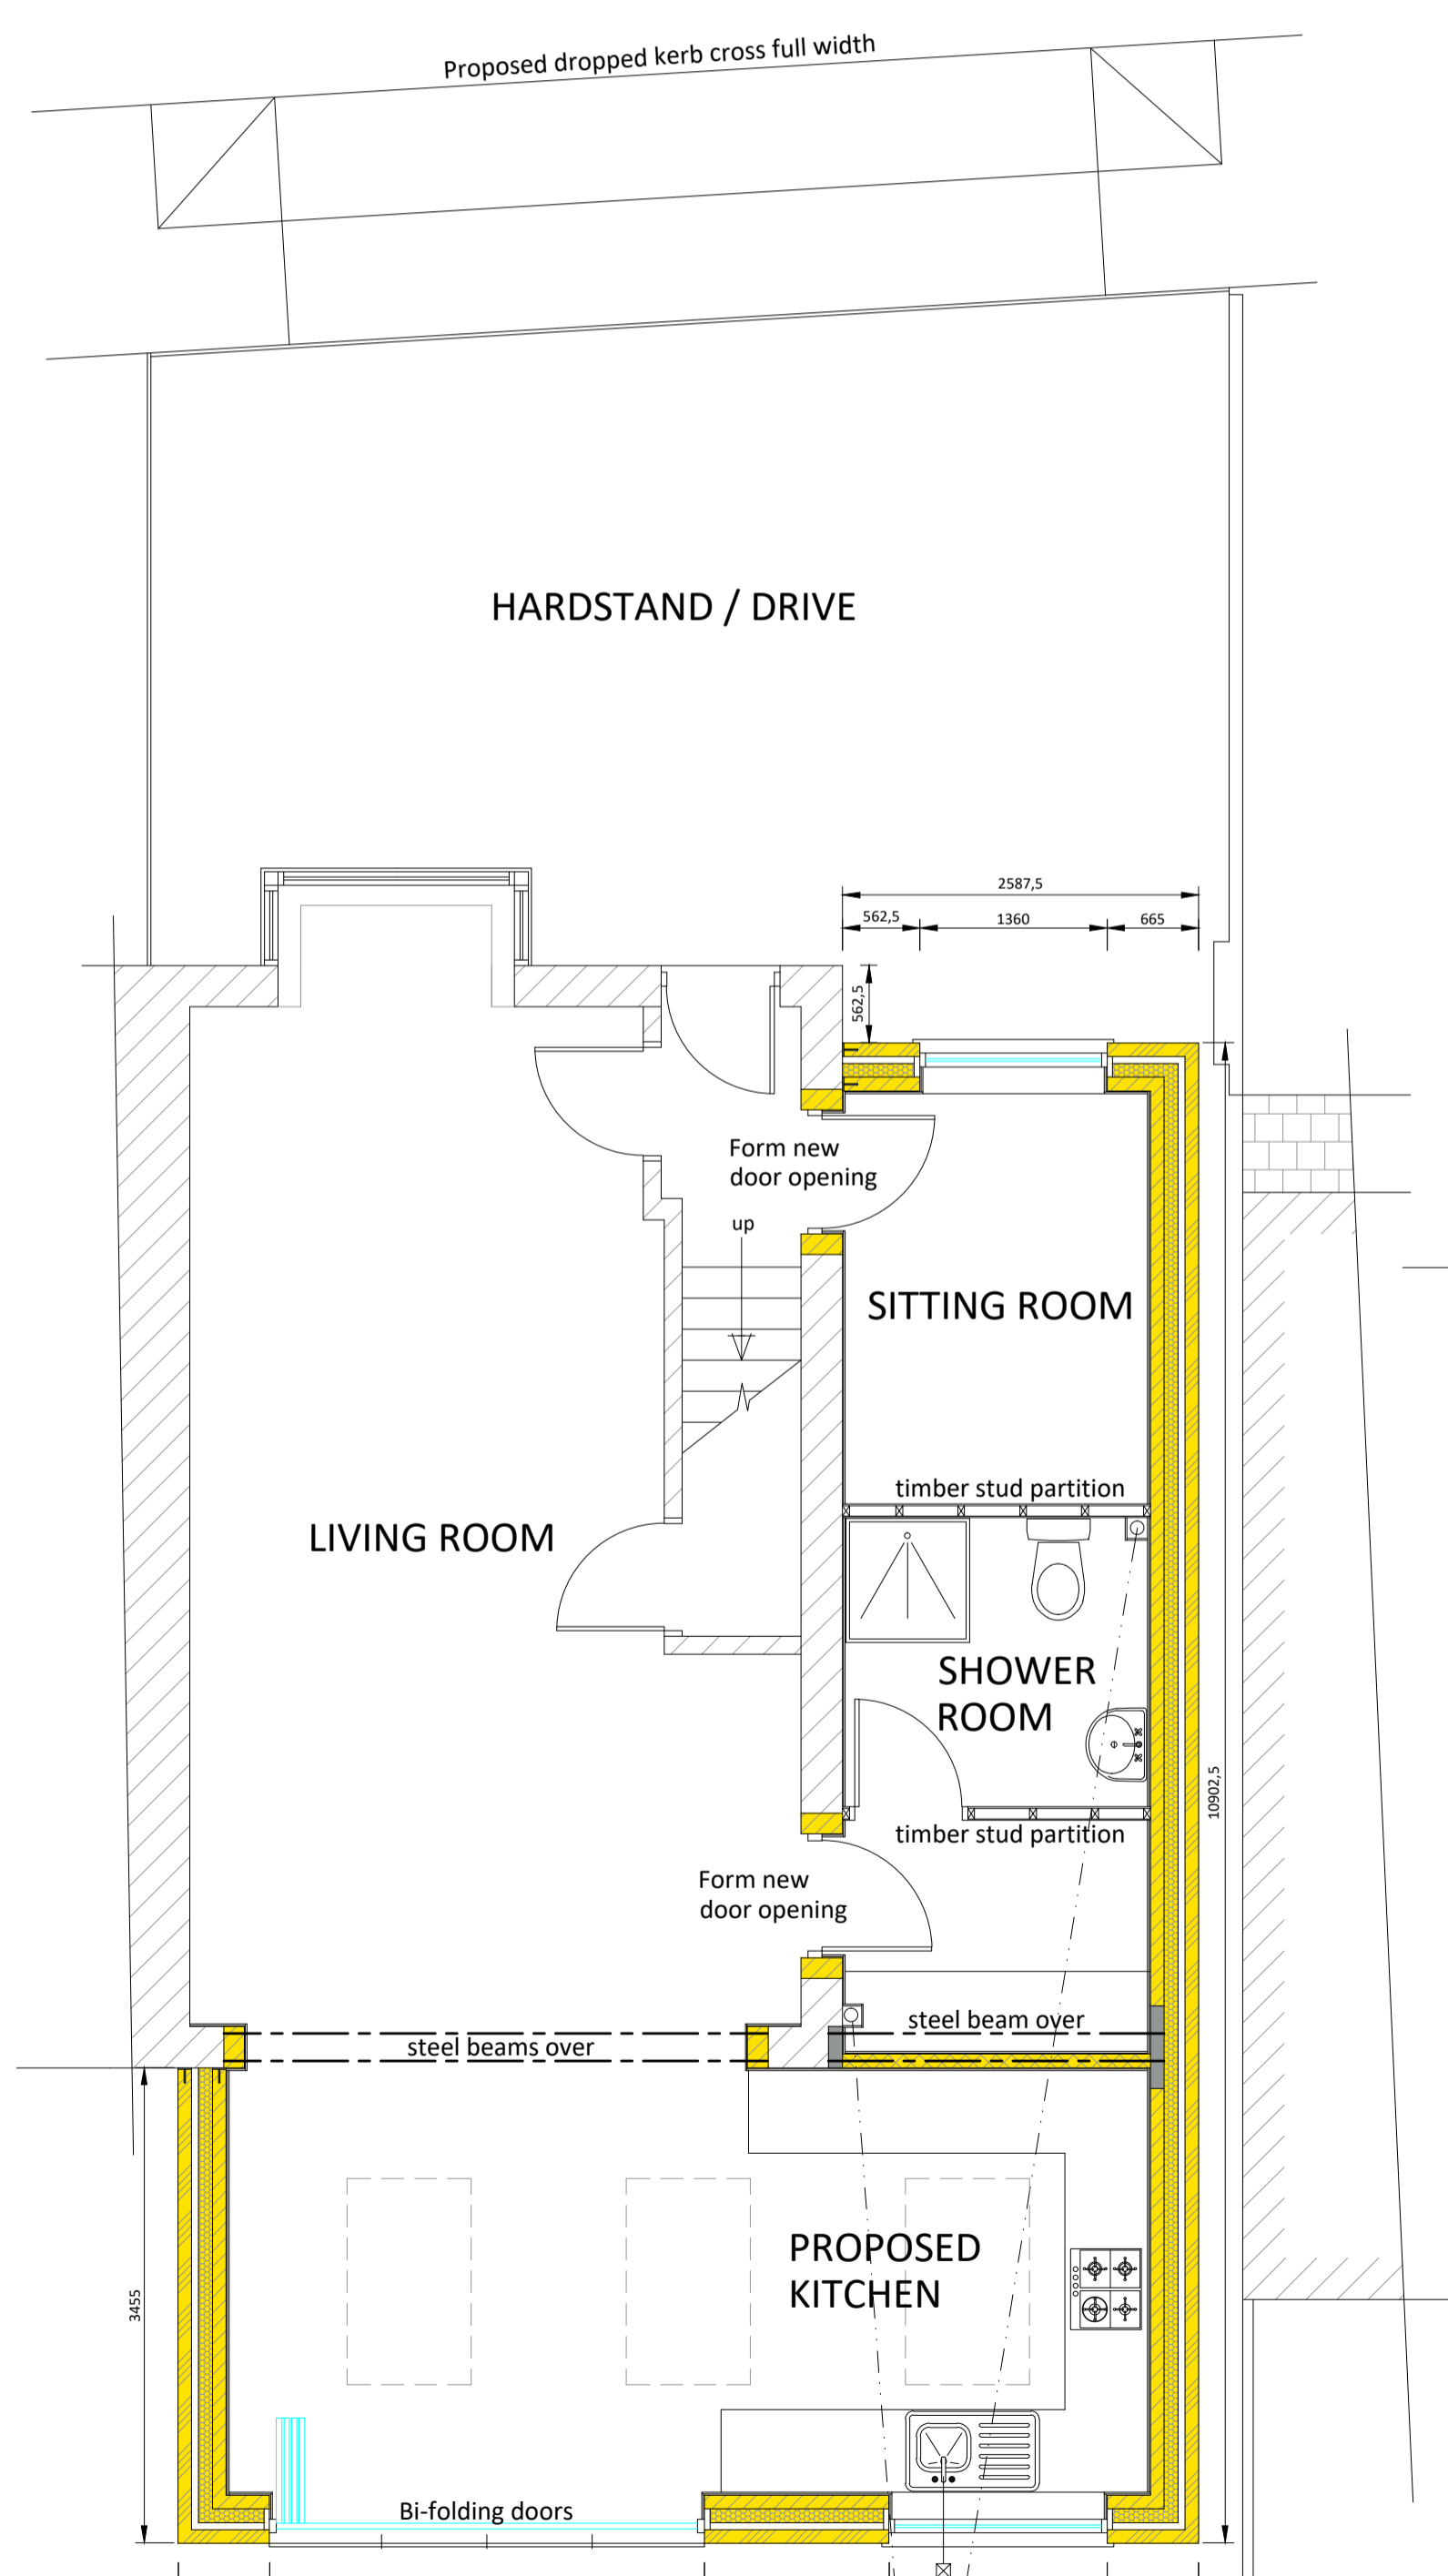 Proposed dropped kerb cross full width
HARDSTAND / DRIVE
2587,5
562,5
1360
665
562,5
Form new
door opening
up
SITTING ROOM
timber stud partition
LIVING ROOM
SHOWER
ROOM
10902,5
timber stud partition
Form new
door opening
steel beam over
steel beams over
PROPOSED
KITCHEN
3455
Bi-folding doors